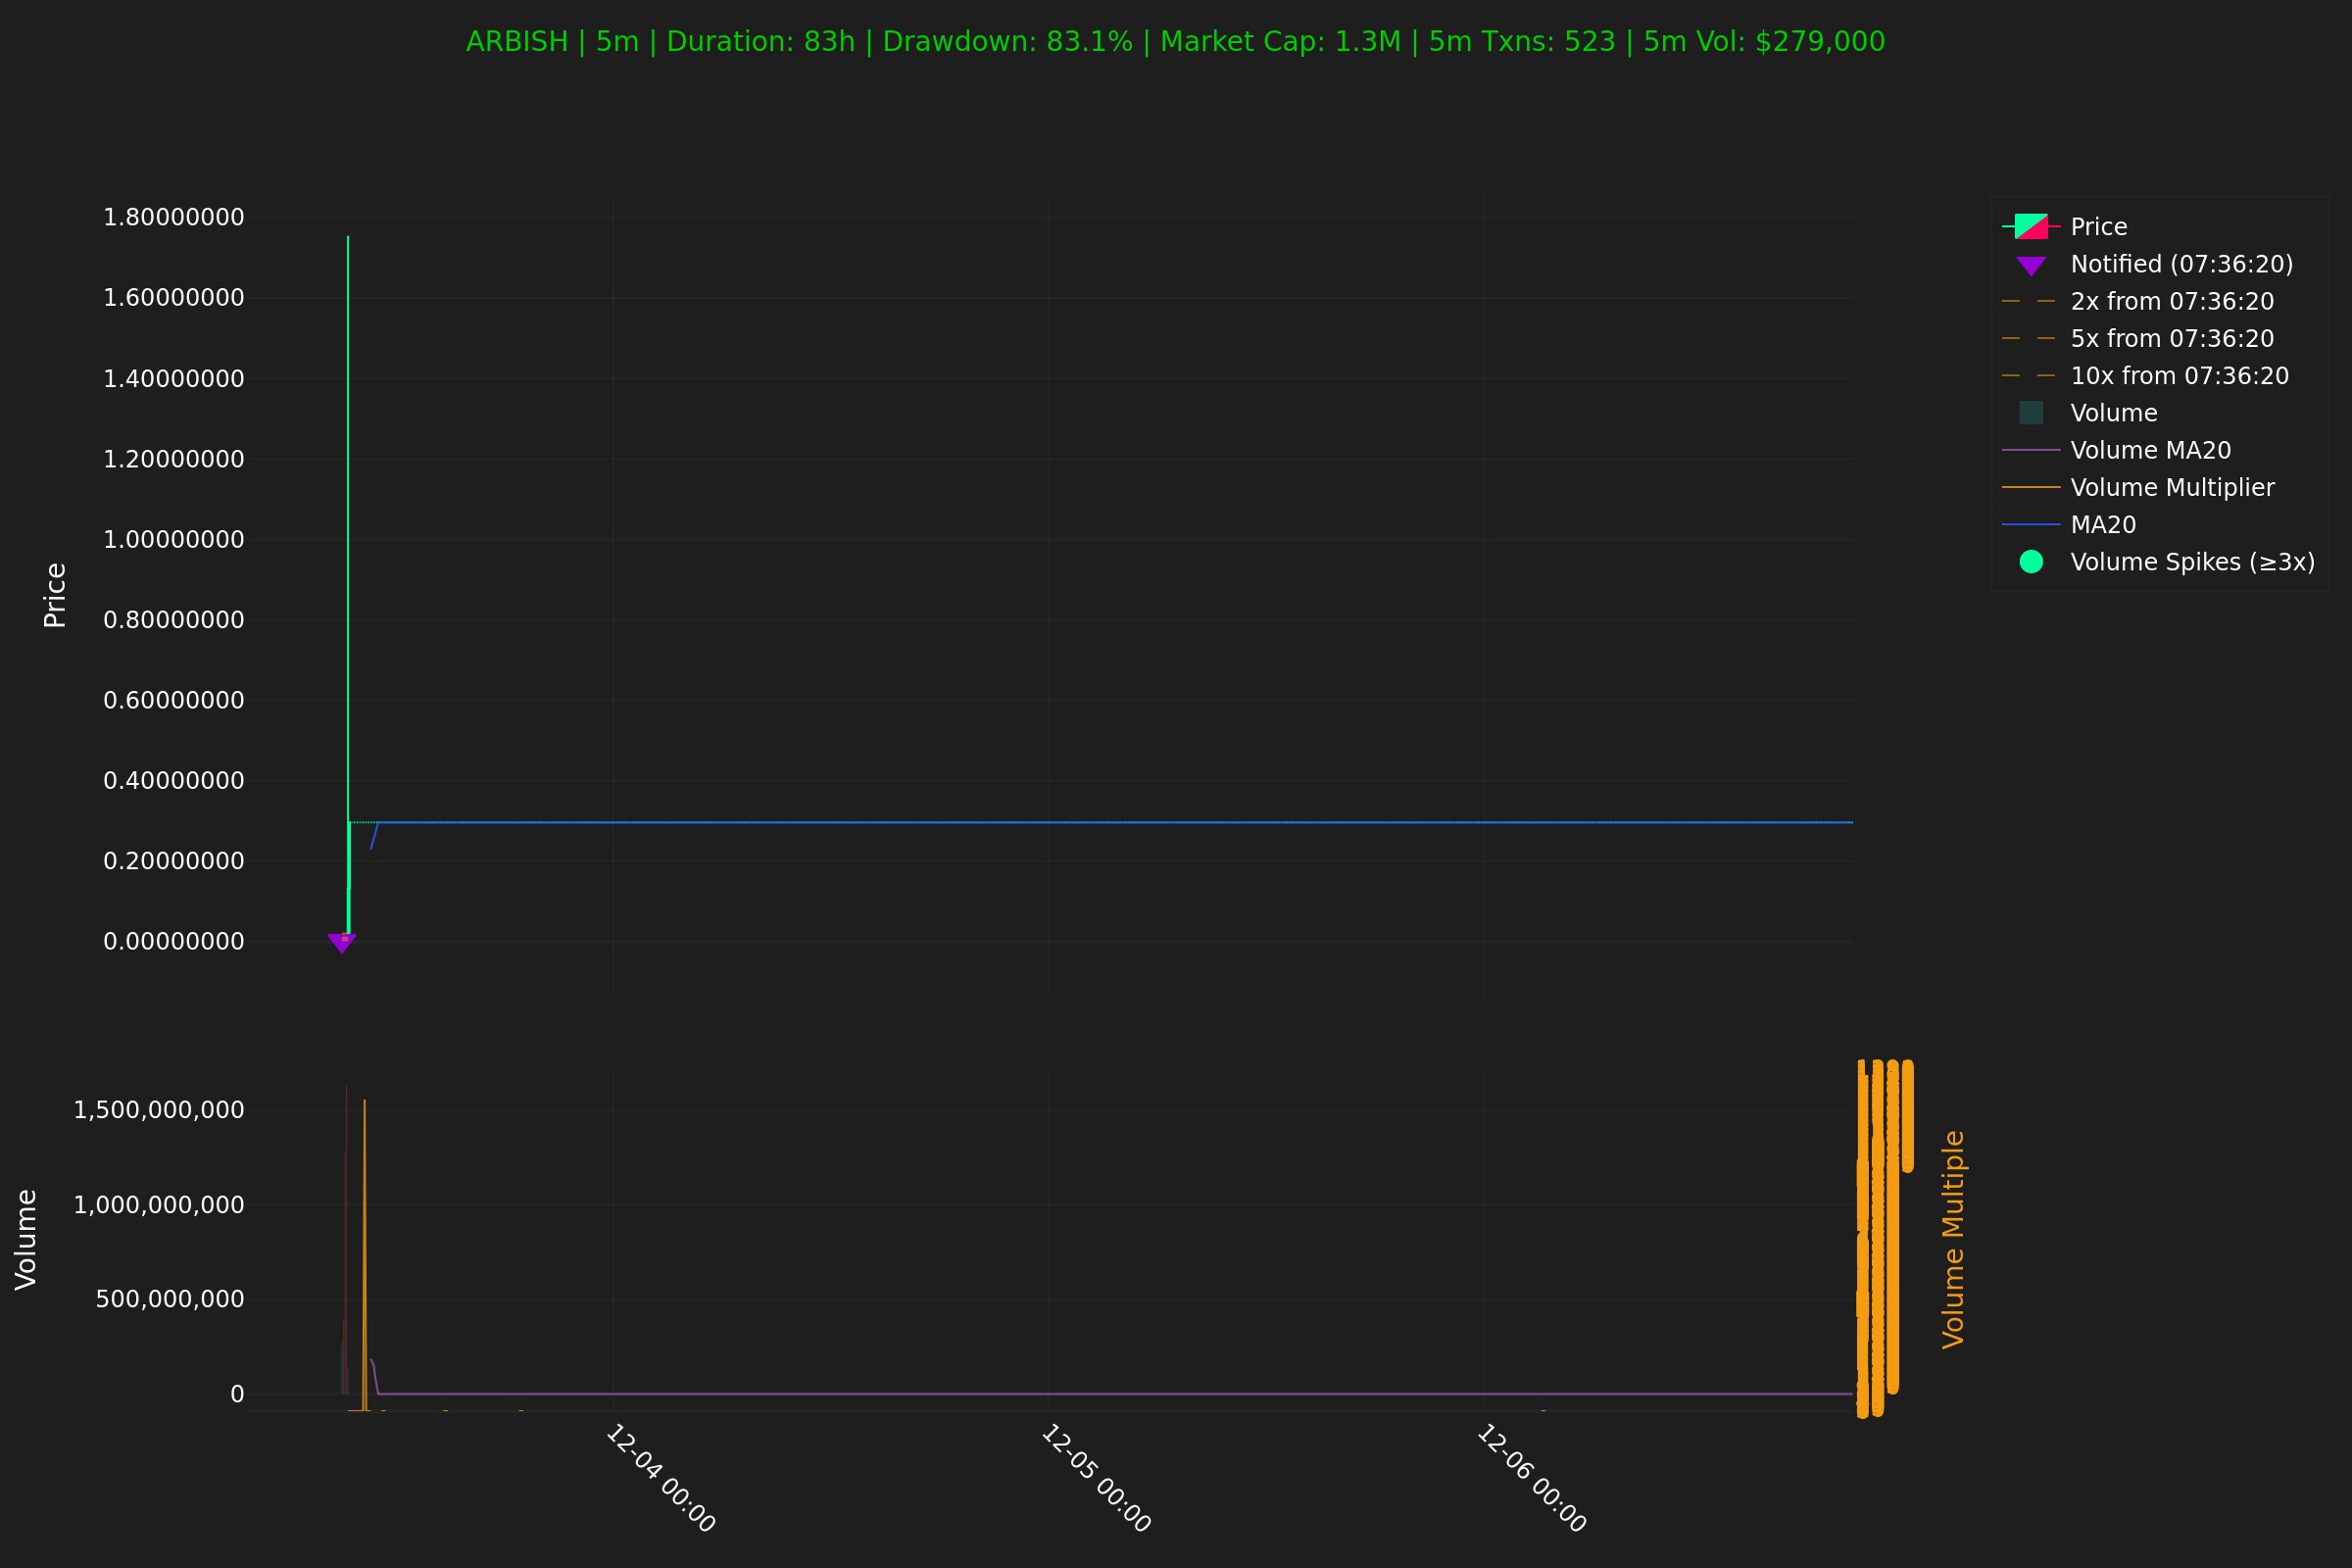 ARBISH | 5m | Duration: 83h | Drawdown: 83.1% | Market Cap: 1.3M | 5m Txns: 523 | 5m Vol: $279,000
1.80000000
1.60000000
1.40000000
1.20000000
1.00000000
0.80000000
0.60000000
0.40000000
0.20000000
0.00000000
Price
Price
Notified (07:36:20)
2x from 07:36:20
5x from 07:36:20
10x from 07:36:20
Volume
Volume MA20
Volume Multiplier
MA20
Volume Spikes (≥3x)
1,500,000,000
1,000,000,000
500,000,000
0
Volume
Volume Multiple
12-04 00:00
12-05 00:00
12-06 00:00